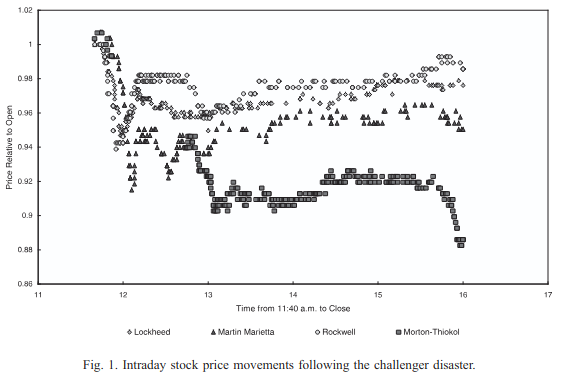 1.02
1
0.98
0.96
0.94
0.92
0.9
0.88
0.86
Price Relative to Open
11 12 13 14 15 16 17
Time from 11:40 a.m. to Close
Lockheed Martin Marietta Rockwell Morton-Thiokol
Fig. 1. Intraday stock price movements following the challenger disaster.